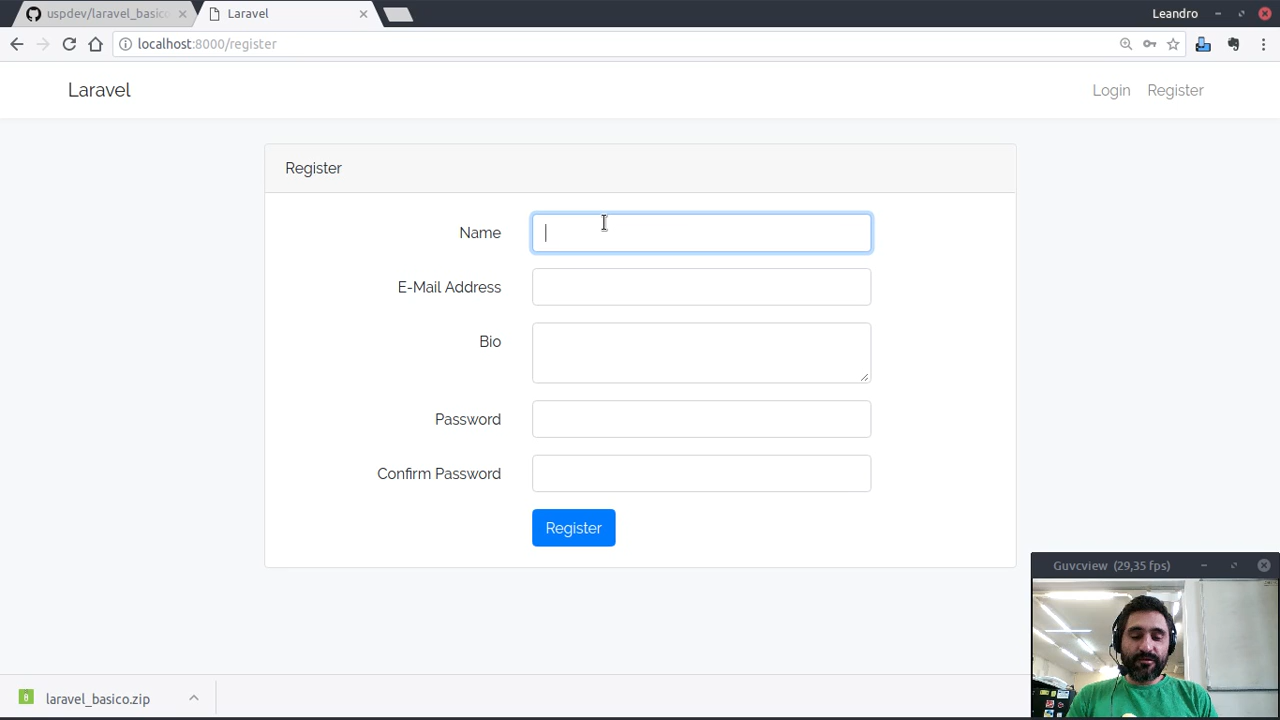 uspdev/laravel_basico
Laravel
Leandro
localhost:8000/register
Laravel
Login
Register
Register
Name
E-Mail Address
Bio
Password
Confirm Password
Register
Guvcview (29,35 fps)
laravel_basico.zip